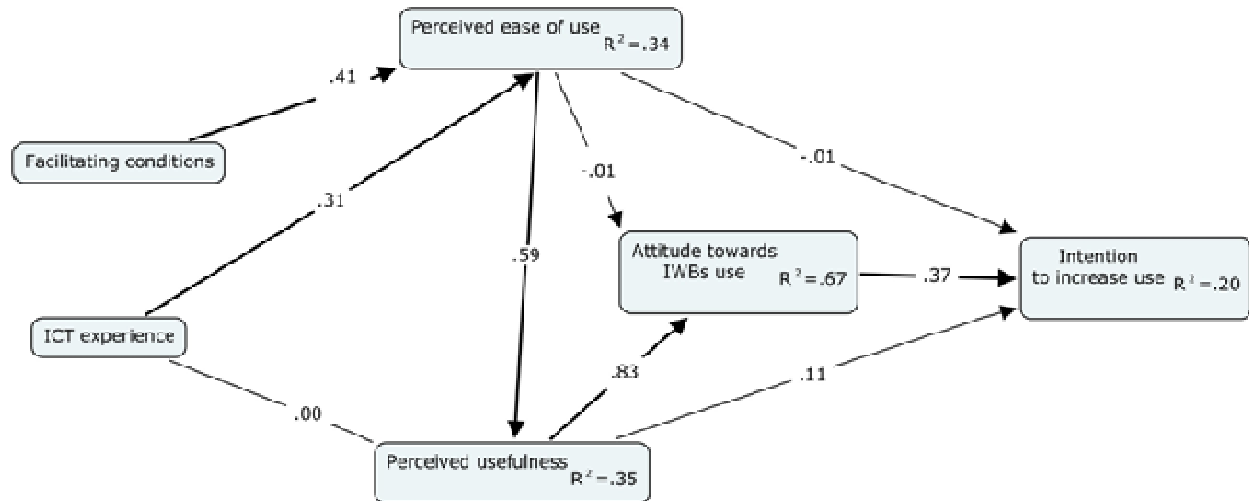 Perceived ease of use
R²=.34
.41
Facilitating conditions
-.01
-.01
.31
.59
Attitude towards
IWBs use R²=.67
Intention
to increase use R²=.20
.37
ICT experience
.83
.11
.00
Perceived usefulness
R²=.35